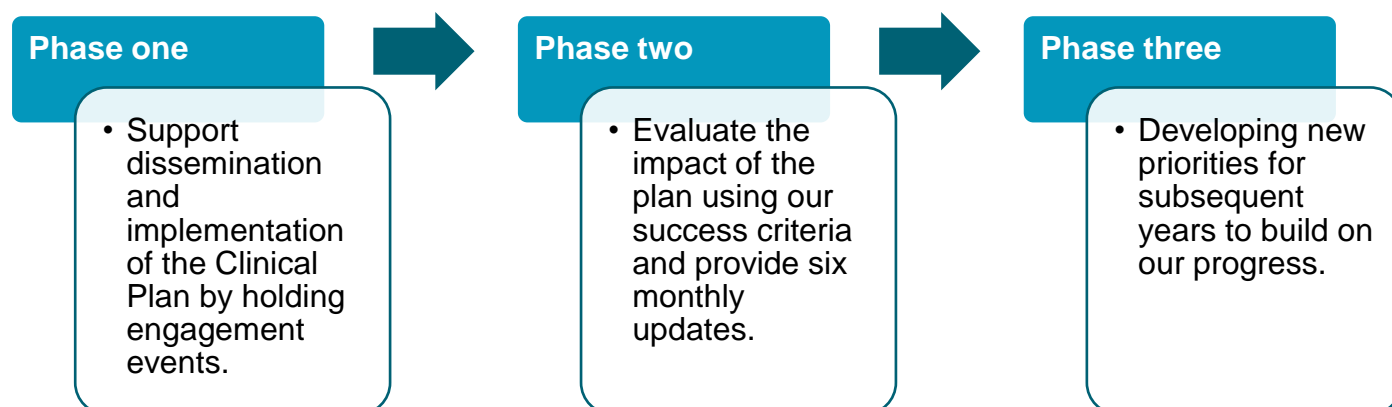 Phase one
• Support
dissemination
and
implementation
of the Clinical
Plan by holding
engagement
events.
Phase two
• Evaluate the
impact of the
plan using our
success criteria
and provide six
monthly
updates.
Phase three
• Developing new
priorities for
subsequent
years to build on
our progress.